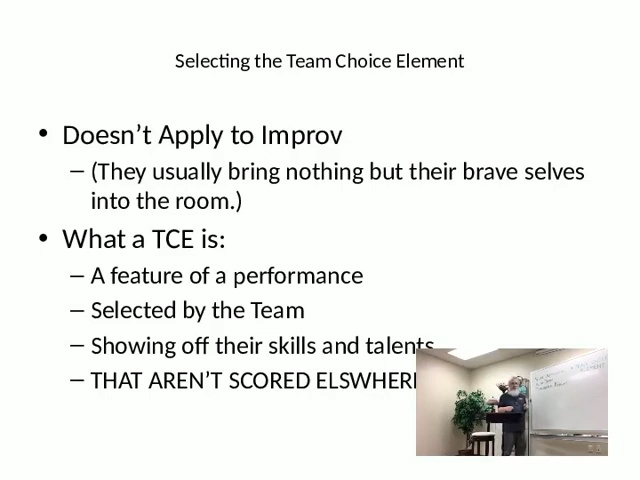 Selecting the Team Choice Element
• Doesn’t Apply to Improv
– (They usually bring nothing but their brave selves
into the room.)
• What a TCE is:
– A feature of a performance
– Selected by the Team
– Showing off their skills and talents
– THAT AREN’T SCORED